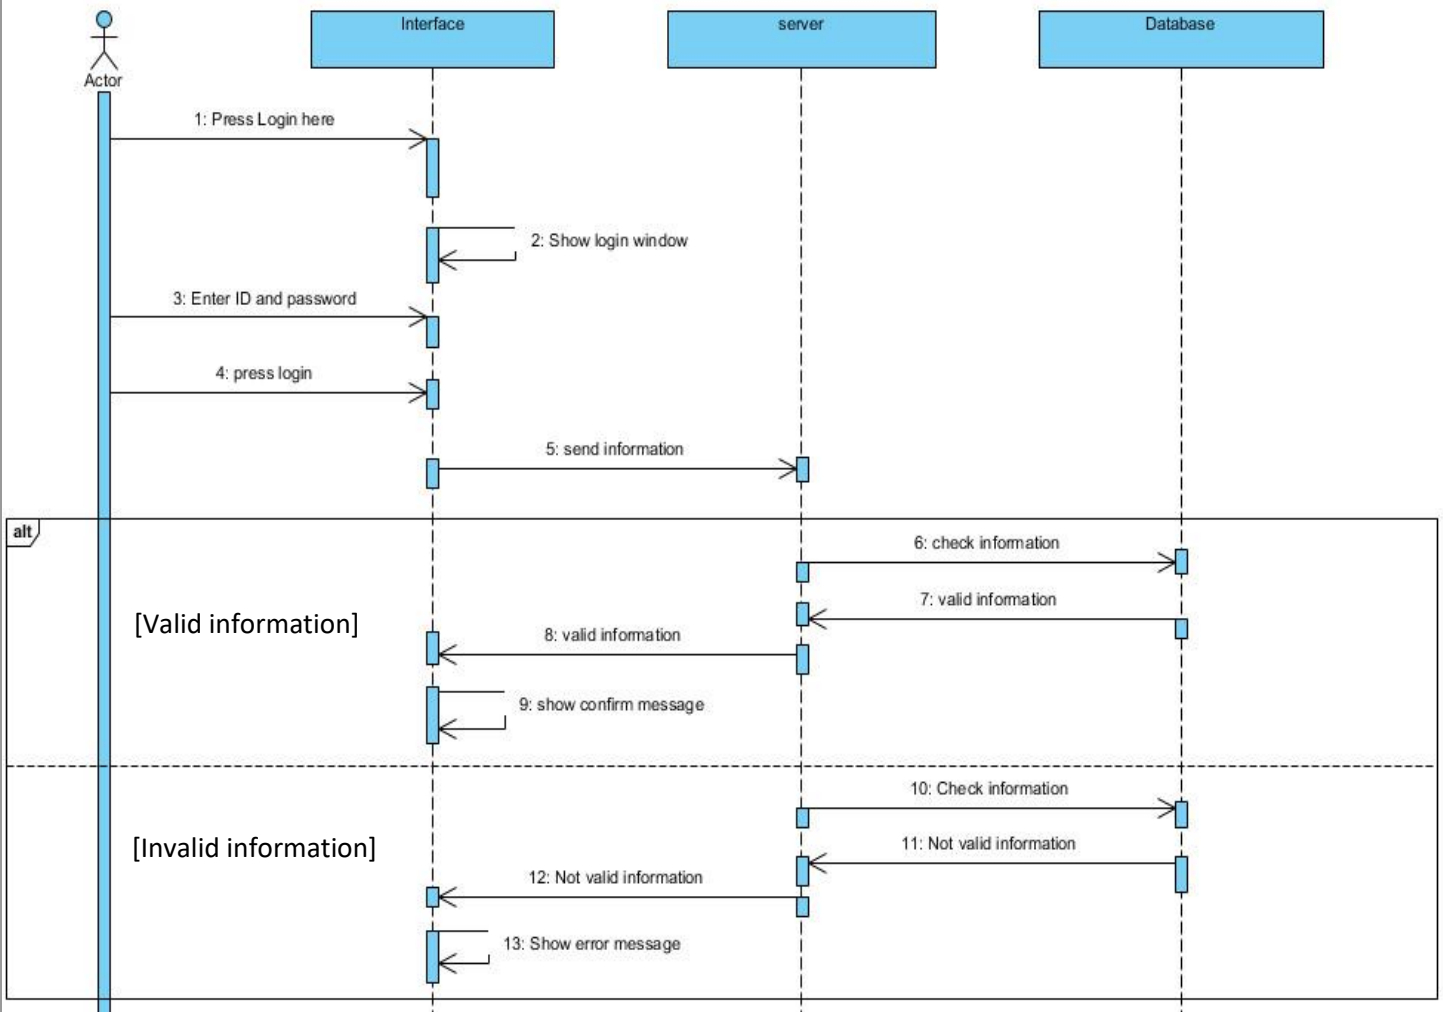 Interface
server
Database
Actor
1: Press Login here
2: Show login window
3: Enter ID and password
4: press login
5: send information
alt
6: check information
7: valid information
[Valid information]
8: valid information
9: show confirm message
10: Check information
[Invalid information]
11: Not valid information
12: Not valid information
13: Show error message